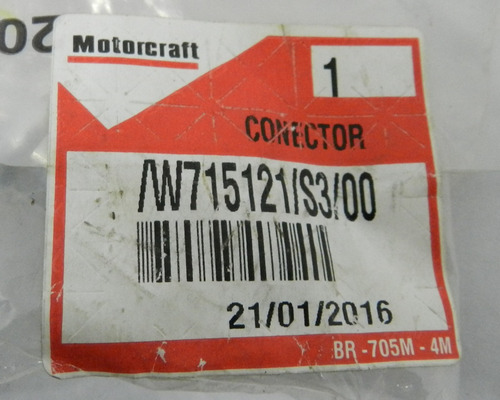 Motorcraft
1
CONECTOR
/W715121/S3/00
21/01/2016
BR -705M - 4M